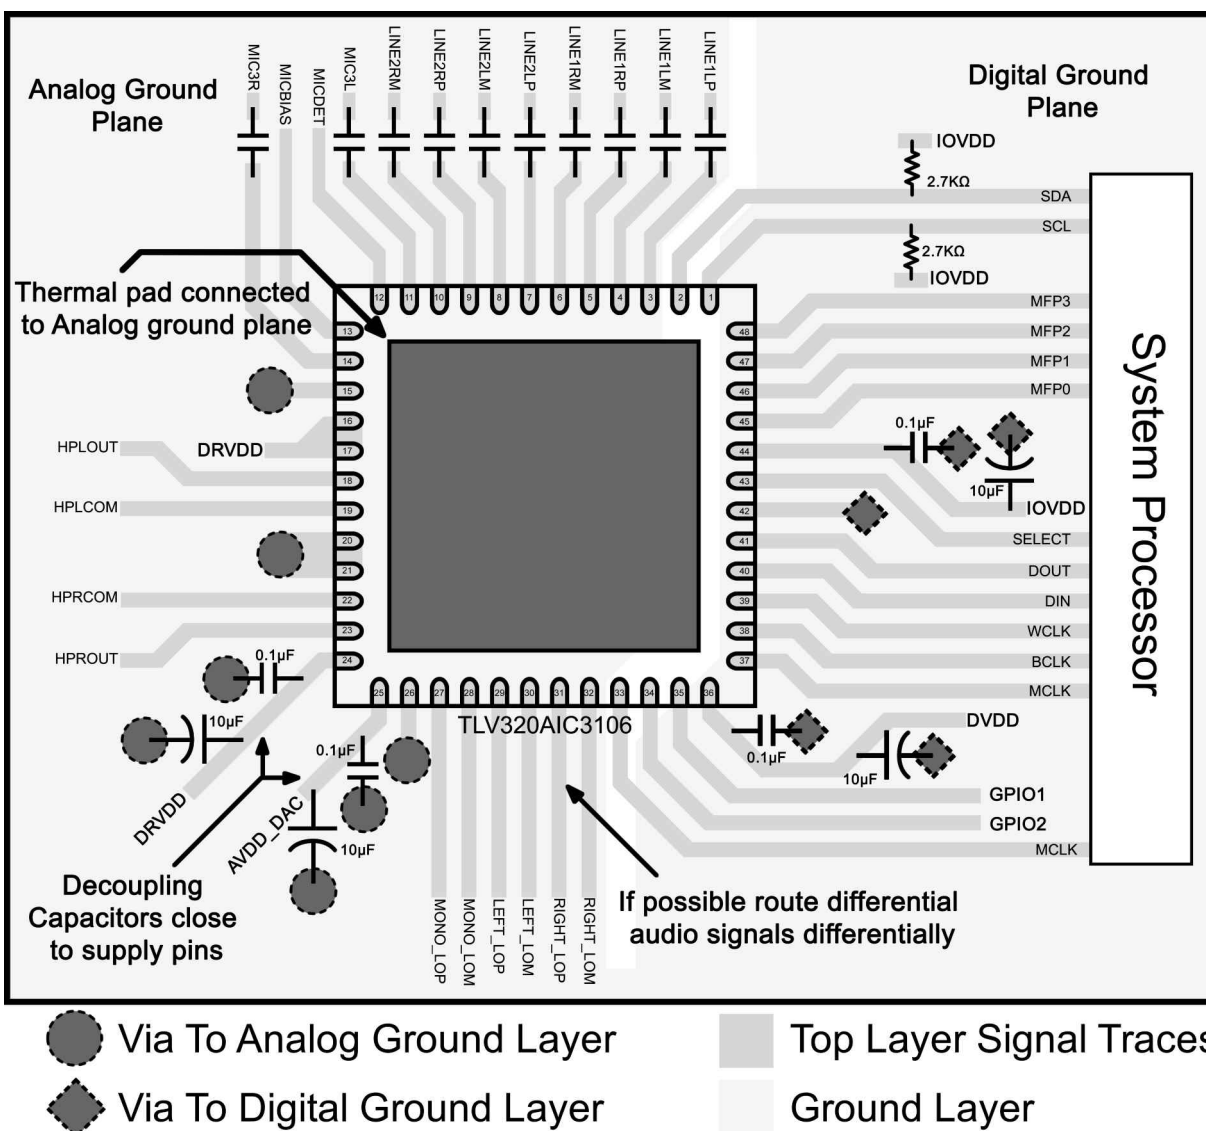 MIC3R
MICBIAS
MICDET
MIC3L
LINE2RM
LINE2RP
LINE2LM
LINE2LP
LINE1RM
LINE1RP
LINE1LM
LINE1LP
Analog Ground
Plane
Digital Ground
Plane
IOVDD
2.7KΩ
SDA
SCL
2.7KΩ
IOVDD
Thermal pad connected
to Analog ground plane
12 11 10 9 8 7 6 5 4 3 2 1
13
14
15
16
17
18
19
20
21
22
23
24
48
47
46
45
44
43
42
41
40
39
38
37
25 26 27 28 29 30 31 32 33 34 35 36
MFP3
MFP2
MFP1
MFP0
0.1µF
10µF
IOVDD
SELECT
DOUT
DIN
WCLK
BCLK
MCLK
DVDD
0.1µF
10µF
GPIO1
GPIO2
MCLK
System Processor
HPLOUT
DRVDD
HPLCOM
HPRCOM
HPROUT
0.1µF
10µF
DRVDD
0.1µF
AVDD_DAC
10µF
TLV320AIC3106
Decoupling
Capacitors close
to supply pins
MONO_LOP
MONO_LOM
LEFT_LOP
LEFT_LOM
RIGHT_LOP
RIGHT_LOM
If possible route differential
audio signals differentially
Via To Analog Ground Layer
Top Layer Signal Traces
Via To Digital Ground Layer
Ground Layer